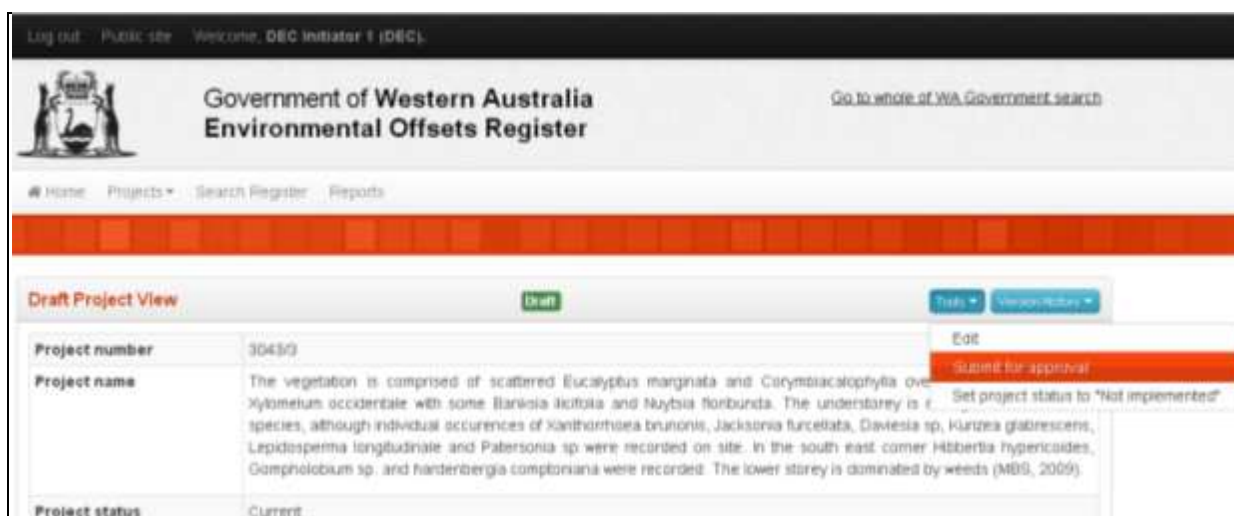 Log out Public site Welcome, DEC Initiator 1 (DEC).
Government of Western Australia
Environmental Offsets Register
Go to whole of WA Government search
Home Projects Search Register Reports
Draft Project View Draft Tools Version History
Edit
Submit for approval
Set project status to "Not implemented"
Project number 3043/3
Project name The vegetation is comprised of scattered Eucalyptus marginata and Corymbiacalophylla
Xylomelum occidentale with some Banksia ilicifolia and Nuytsia floribunda. The understorey is
species, although individual occurences of Xanthorrhoea brunonis, Jacksonia furcellata, Daviesia sp, Kunzea glabrescens,
Lepidosperma longitudinale and Patersonia sp were recorded on site. In the south east corner Hibbertia hypericoides,
Gompholobium sp. and hardenbergia comptoniana were recorded. The lower storey is dominated by weeds (MBS, 2009).
Project status Current